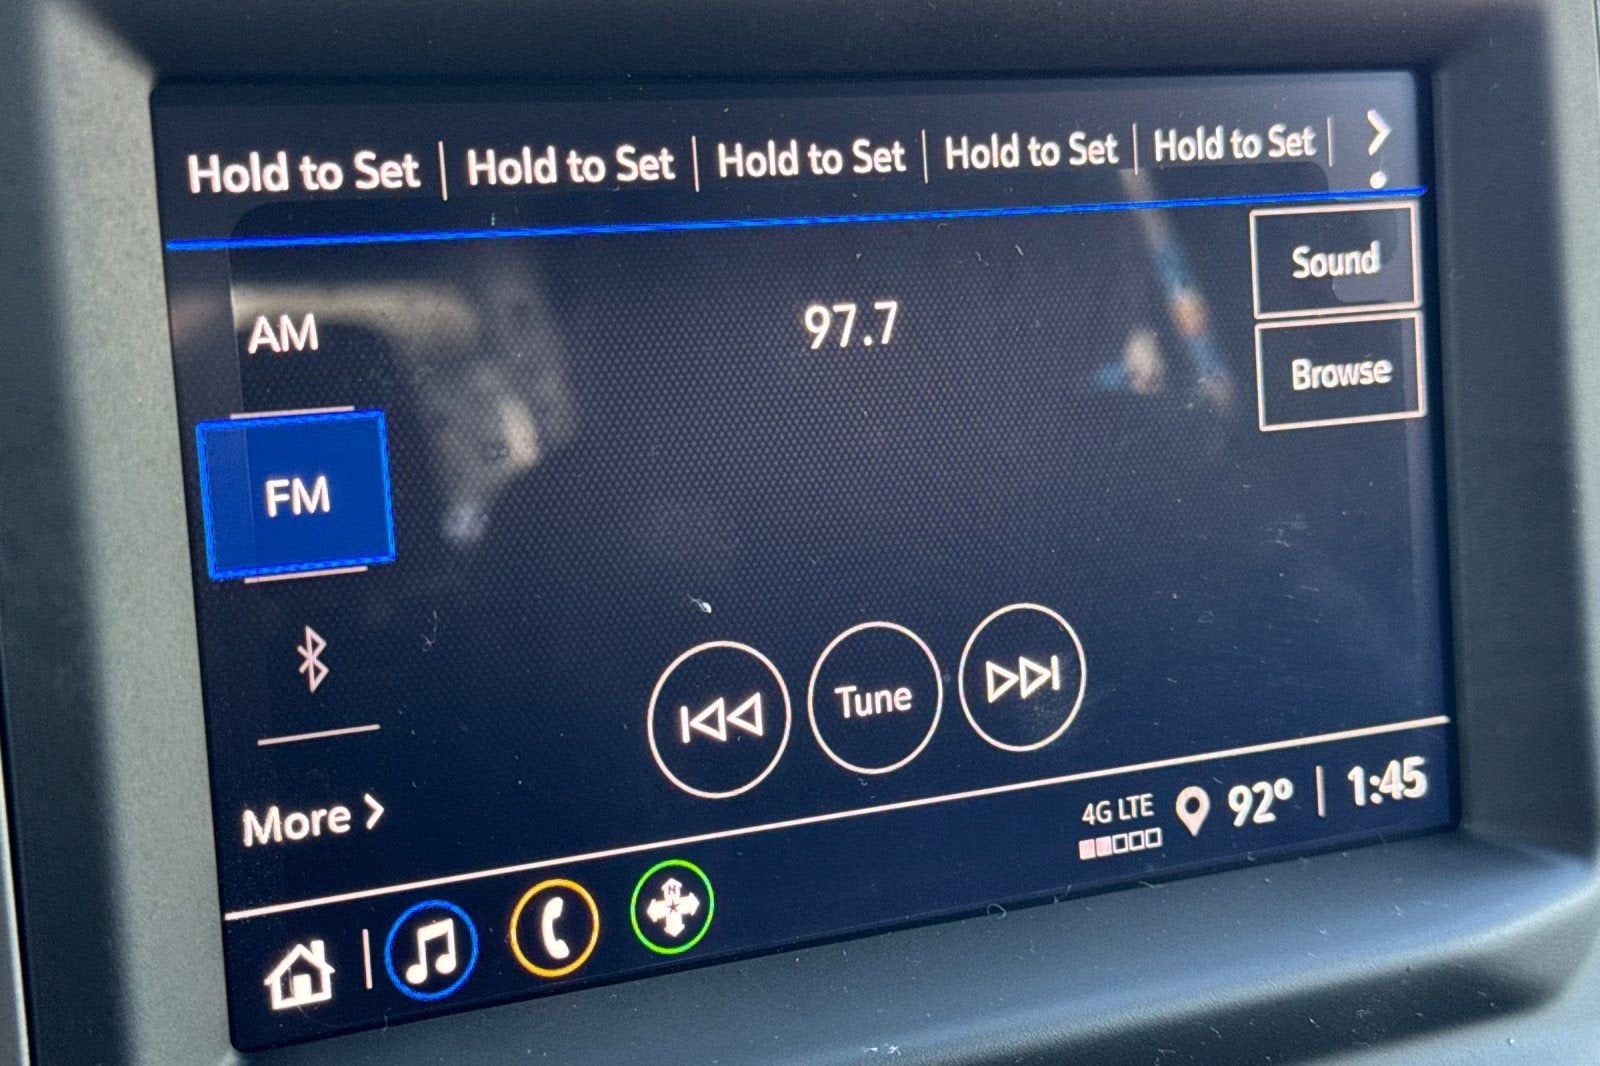 Hold to Set | Hold to Set | Hold to Set | Hold to Set | Hold to Set |
Sound
AM
97.7
Browse
FM
Tune
More
4G LTE
92° | 1:45
N